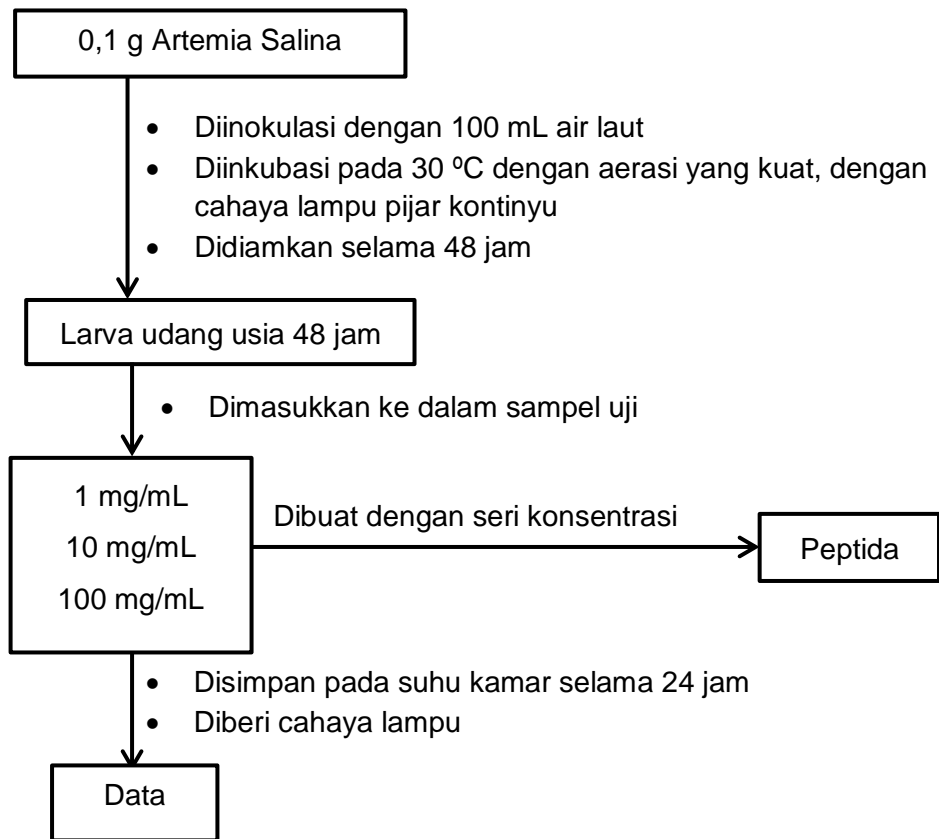 0,1 g Artemia Salina
• Diinokulasi dengan 100 mL air laut
• Diinkubasi pada 30 ºC dengan aerasi yang kuat, dengan
cahaya lampu pijar kontinyu
• Didiamkan selama 48 jam
Larva udang usia 48 jam
• Dimasukkan ke dalam sampel uji
1 mg/mL
10 mg/mL
100 mg/mL
Dibuat dengan seri konsentrasi
Peptida
• Disimpan pada suhu kamar selama 24 jam
• Diberi cahaya lampu
Data